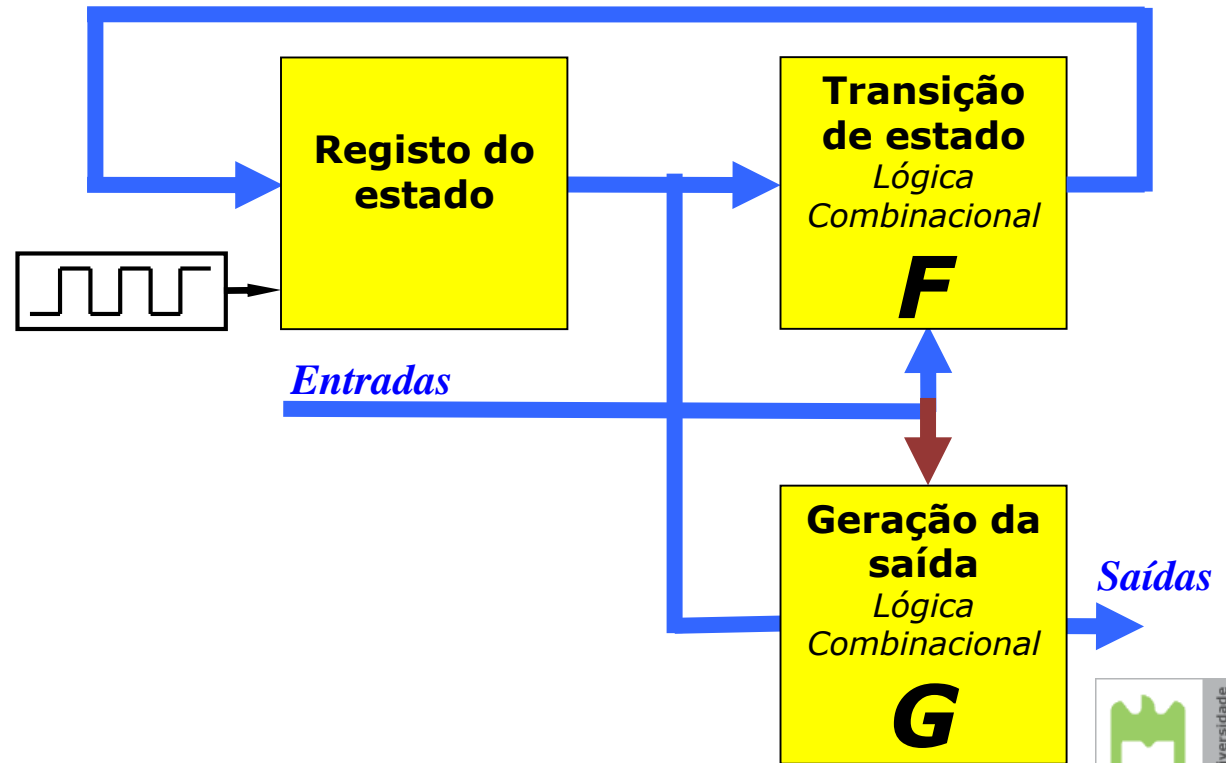 Registo do
estado
Transição
de estado
Lógica
Combinacional
F
Entradas
Geração da
saída
Lógica
Combinacional
G
Saídas